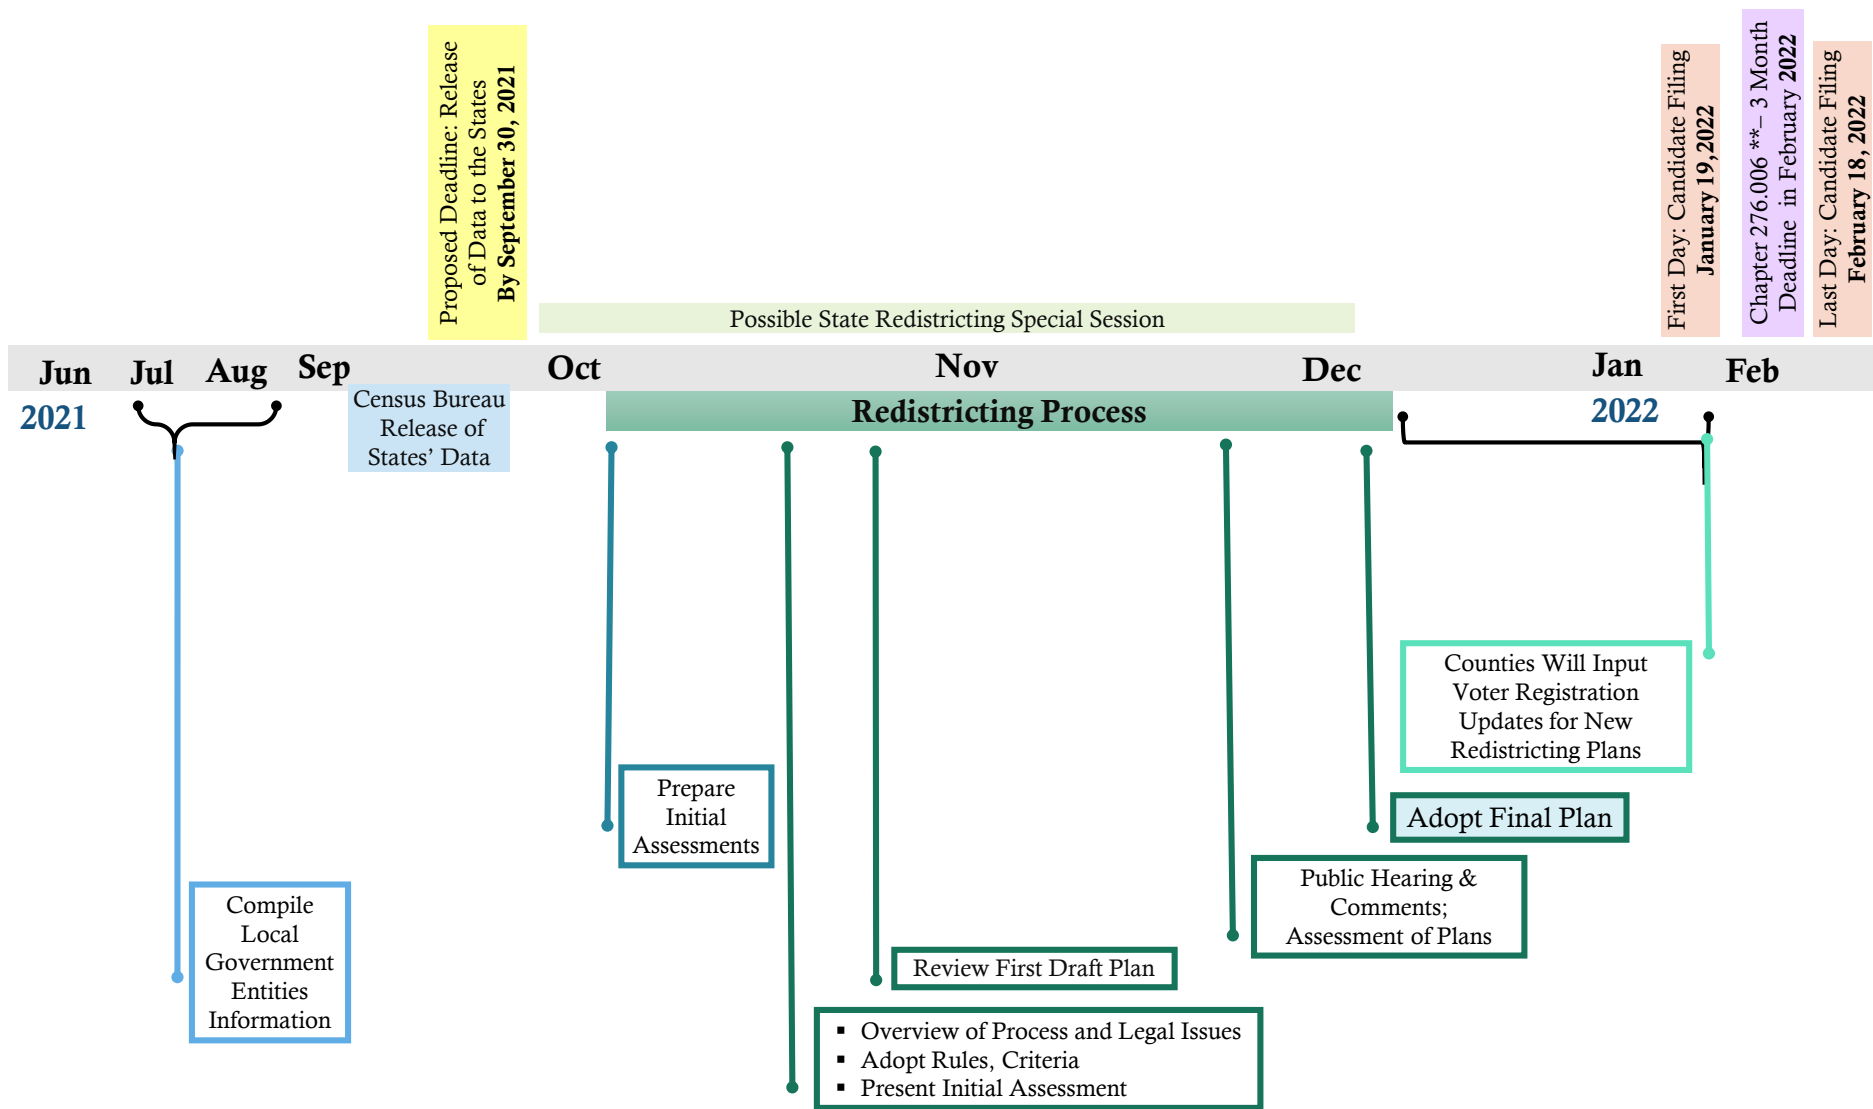 Proposed Deadline: Release
of Data to the States
By September 30, 2021
First Day: Candidate Filing
January 19,2022
Chapter 276.006 **– 3 Month
Deadline in February 2022
Last Day: Candidate Filing
February 18, 2022
Possible State Redistricting Special Session
Jun Jul Aug Sep Oct Nov Dec Jan Feb
2021
Census Bureau
Release of
States’ Data
Redistricting Process
2022
Counties Will Input
Voter Registration
Updates for New
Redistricting Plans
Prepare
Initial
Assessments
Adopt Final Plan
Public Hearing &
Comments;
Assessment of Plans
Compile
Local
Government
Entities
Information
Review First Draft Plan
▪ Overview of Process and Legal Issues
▪ Adopt Rules, Criteria
▪ Present Initial Assessment